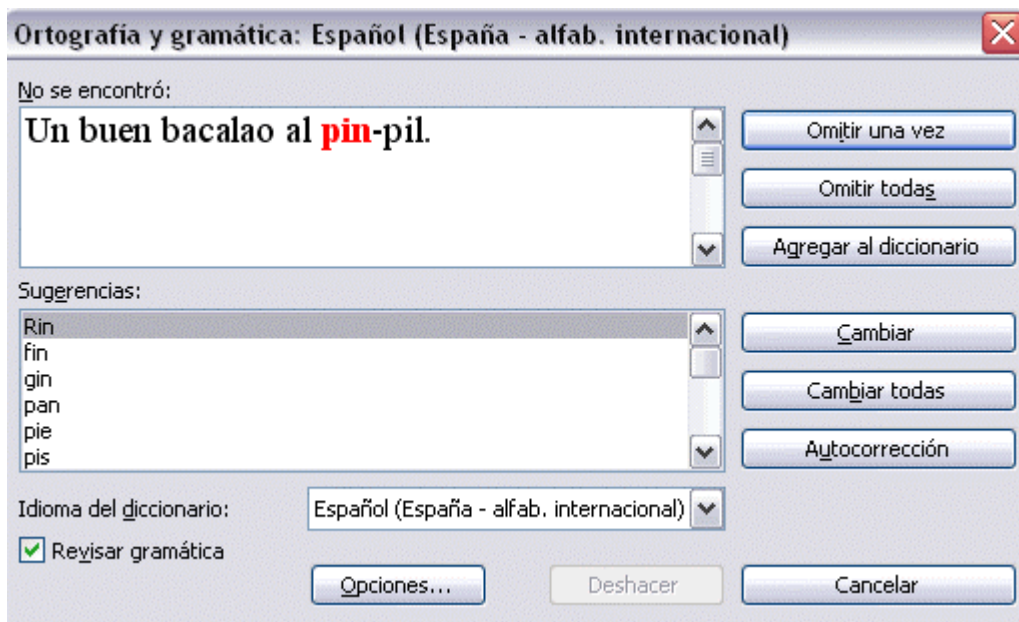 Ortografía y gramática: Español (España - alfab. internacional)
No se encontró:
Un buen bacalao al pin-pil.
Omitir una vez
Omitir todas
Agregar al diccionario
Sugerencias:
Rin
fin
gin
pan
pie
pis
Cambiar
Cambiar todas
Autocorrección
Idioma del diccionario:
Español (España - alfab. internacional)
Revisar gramática
Opciones...
Deshacer
Cancelar